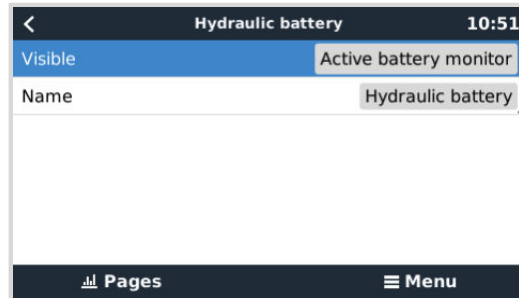 Hydraulic battery 10:51
Visible Active battery monitor
Name Hydraulic battery
Pages Menu